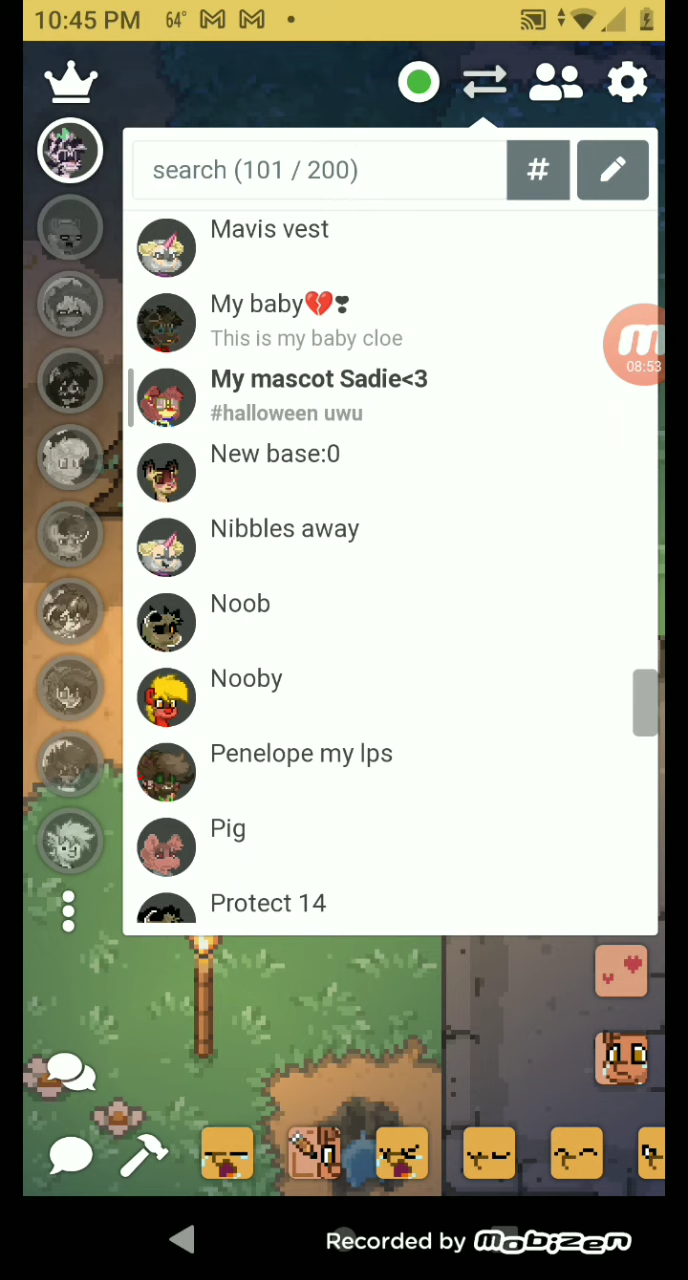 10:45 PM 64°
search (101 / 200) #
Mavis vest
My baby💔❣
This is my baby cloe
08:53
My mascot Sadie<3
#halloween uwu
New base:0
Nibbles away
Noob
Nooby
Penelope my lps
Pig
Protect 14
Recorded by mobizen